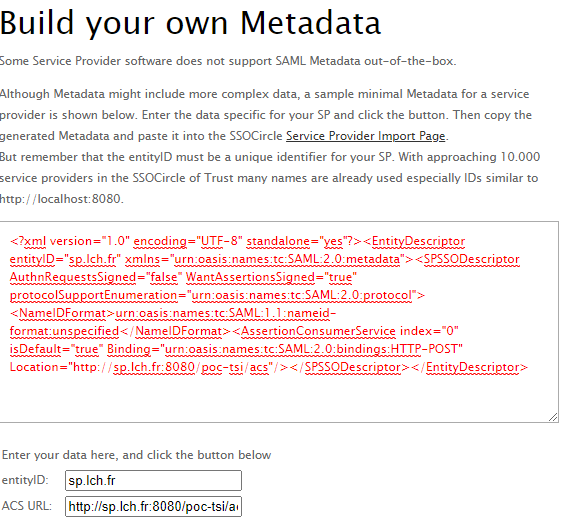 Build your own Metadata
Some Service Provider software does not support SAML Metadata out-of-the-box.
Although Metadata might include more complex data, a sample minimal Metadata for a service
provider is shown below. Enter the data specific for your SP and click the button. Then copy the
generated Metadata and paste it into the SSOCircle Service Provider Import Page.
But remember that the entityID must be a unique identifier for your SP. With approaching 10.000
service providers in the SSOCircle of Trust many names are already used especially IDs similar to
http://localhost:8080.
<?xml version="1.0" encoding="UTF-8" standalone="yes"?><EntityDescriptor
entityID="sp.lch.fr" xmlns="urn:oasis:names:tc:SAML:2.0:metadata"><SPSSODescriptor
AuthnRequestsSigned="false" WantAssertionsSigned="true"
protocolSupportEnumeration="urn:oasis:names:tc:SAML:2.0:protocol">
<NameIDFormat>urn:oasis:names:tc:SAML:1.1:nameid-
format:unspecified</NameIDFormat><AssertionConsumerService index="0"
isDefault="true" Binding="urn:oasis:names:tc:SAML:2.0:bindings:HTTP-POST"
Location="http://sp.lch.fr:8080/poc-tsi/acs"/></SPSSODescriptor></EntityDescriptor>
Enter your data here, and click the button below
entityID: sp.lch.fr
ACS URL: http://sp.lch.fr:8080/poc-tsi/a